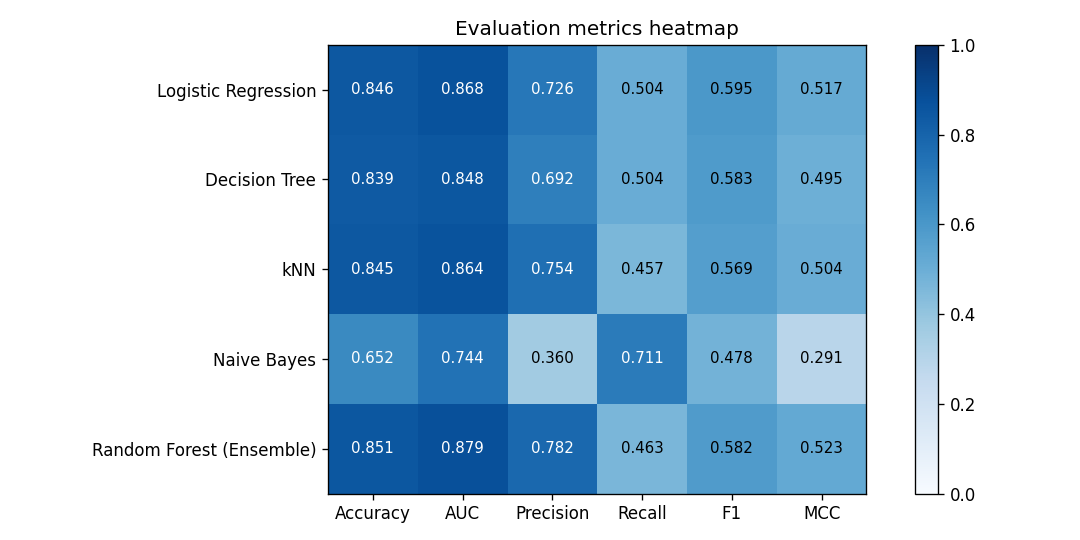 Evaluation metrics heatmap
Logistic Regression 0.846 0.868 0.726 0.504 0.595 0.517
Decision Tree 0.839 0.848 0.692 0.504 0.583 0.495
kNN 0.845 0.864 0.754 0.457 0.569 0.504
Naive Bayes 0.652 0.744 0.360 0.711 0.478 0.291
Random Forest (Ensemble) 0.851 0.879 0.782 0.463 0.582 0.523
Accuracy AUC Precision Recall F1 MCC
1.0
0.8
0.6
0.4
0.2
0.0